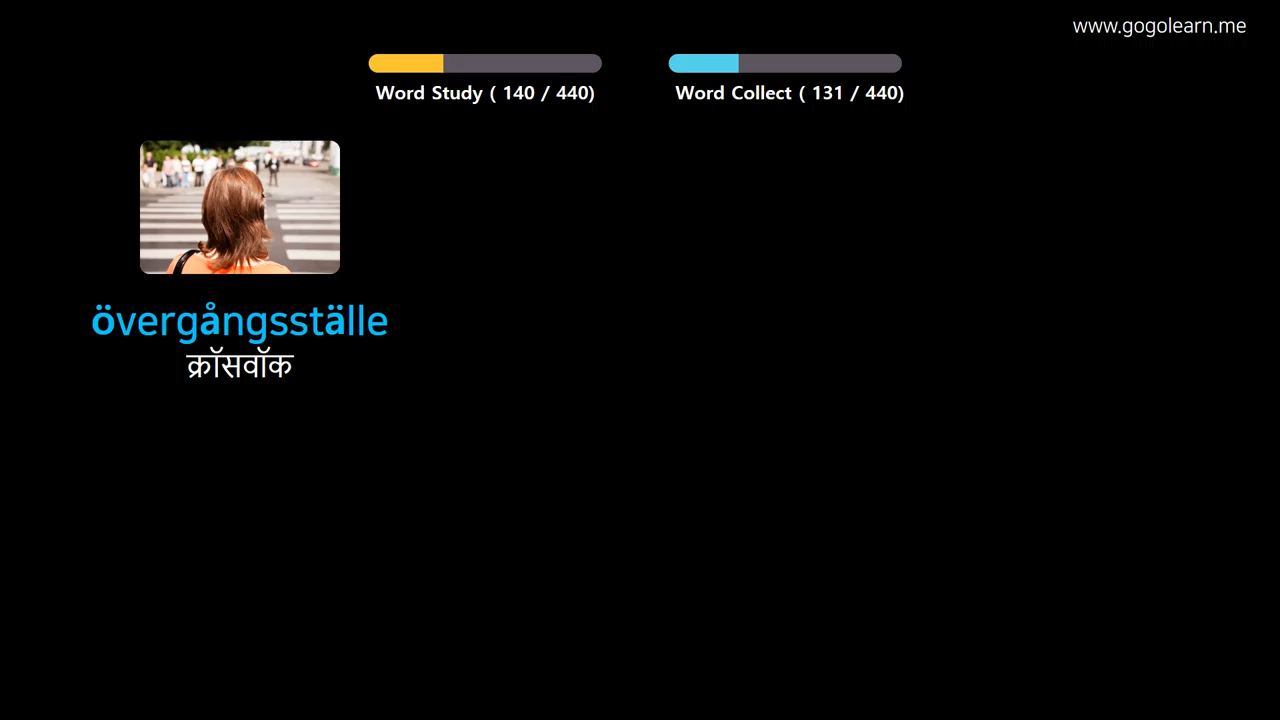 www.gogolearn.me
Word Study ( 140 / 440)
Word Collect ( 131 / 440)
övergångsställe
क्रॉसवॉक